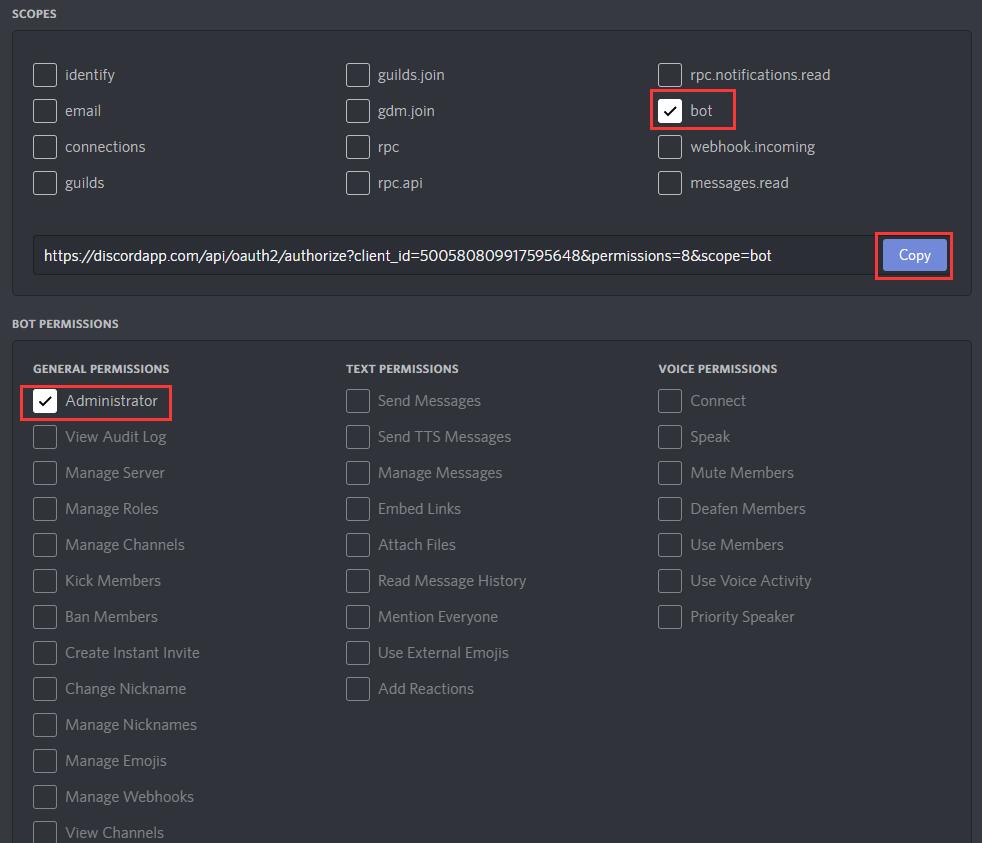 SCOPES
identify
guilds.join
rpc.notifications.read
email
gdm.join
bot
connections
rpc
webhook.incoming
guilds
rpc.api
messages.read
https://discordapp.com/api/oauth2/authorize?client_id=500580809917595648&permissions=8&scope=bot
Copy
BOT PERMISSIONS
GENERAL PERMISSIONS
Administrator
View Audit Log
Manage Server
Manage Roles
Manage Channels
Kick Members
Ban Members
Create Instant Invite
Change Nickname
Manage Nicknames
Manage Emojis
Manage Webhooks
View Channels
TEXT PERMISSIONS
Send Messages
Send TTS Messages
Manage Messages
Embed Links
Attach Files
Read Message History
Mention Everyone
Use External Emojis
Add Reactions
VOICE PERMISSIONS
Connect
Speak
Mute Members
Deafen Members
Use Members
Use Voice Activity
Priority Speaker